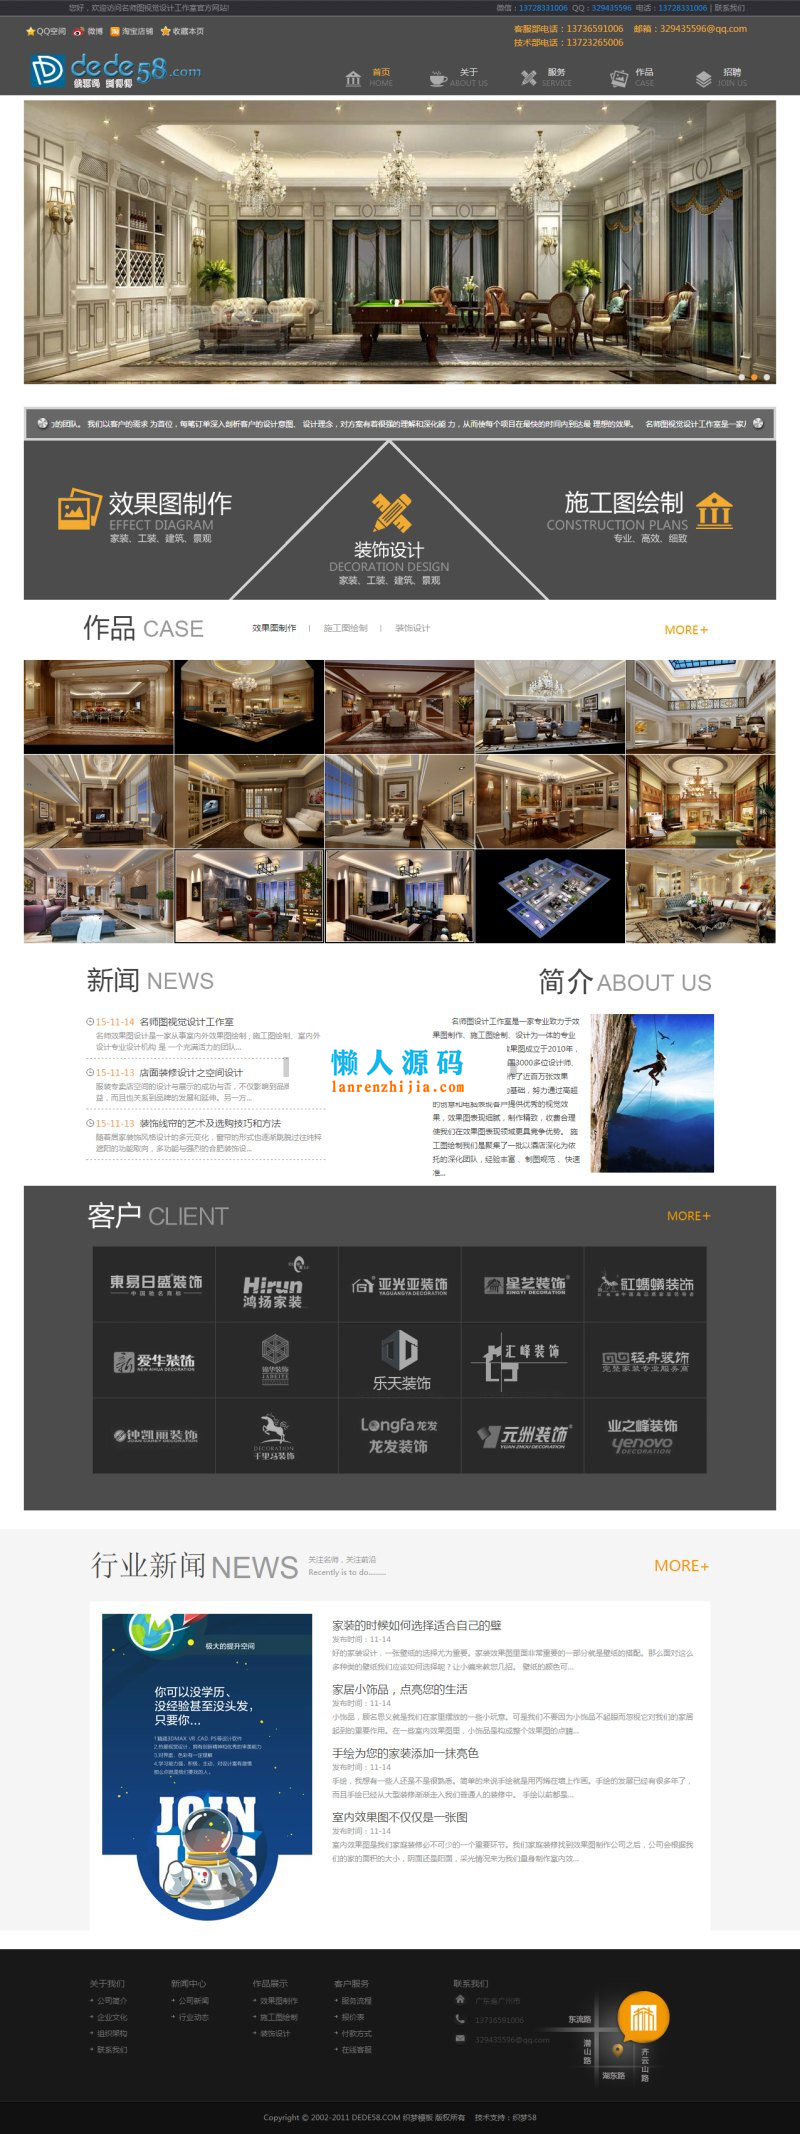 您好，欢迎访问名师图视觉设计工作室官方网站!
微信：13728331006 QQ：329435596 电话：13728331006 | 联系我们
QQ空间 微博 淘宝店铺 收藏本页
客服部电话：13736591006 邮箱：329435596@qq.com
技术部电话：13723265006
dede58.com
首页 HOME
关于 ABOUT US
服务 SERVICE
作品 CASE
招聘 JOIN US
的团队。 我们以客户的需求 为首位，每笔订单深入剖析客户的设计意图、 设计理念，对方案有着很强的理解和深化能 力，从而使每个项目在最快的时间内到达最 理想的效果。 名师图视觉设计工作室是一家
效果图制作
EFFECT DIAGRAM
家装、工装、建筑、景观
装饰设计
DECORATION DESIGN
家装、工装、建筑、景观
施工图绘制
CONSTRUCTION PLANS
专业、高效、细致
作品 CASE
效果图制作 | 施工图绘制 | 装饰设计
MORE+
新闻 NEWS
15-11-14 名师图视觉设计工作室
名师效果图设计是一家从事室内外效果图绘制，施工图绘制、室内外
设计专业设计机构 是 一个充满活力的团队...
15-11-13 店面装修设计之空间设计
服装专卖店空间的设计与展示的成功与否，不仅影响到品
益，而且也关系到品牌的发展和延伸。另一方...
15-11-13 装饰线帘的艺术及选购技巧和方法
随着居家装饰风格设计的多元变化，窗帘的形式也逐渐跳脱过往纯粹
遮阳的功能取向，多功能与强烈的合肥装饰设...
简介 ABOUT US
名师图设计工作室是一家专业致力于效
果图制作、施工图绘制、设计为一体的专业
效果图成立于2010年，
国3000多位设计师、
作了近百万张效果
的基础，努力通过高超
的创意和电脑表现客户提供优秀的视觉效
果，效果图表现细腻，制作精致，收费合理
使我们在效果图表现领域更具竞争优势。 施
工图绘制我们是聚集了一批以酒店深化为依
托的深化团队，经验丰富 、制图规范 、快速
准...
懒人源码
lanrenzhijia.com
客户 CLIENT
MORE+
東易日盛装饰
Hirun
鸿扬家装
亚光亚装饰
YAGUANGYA DECORATION
星艺装饰
XINGYI DECORATION
紅螞蟻装饰
爱华装饰
锦华装饰
乐天装饰
汇峰装饰
轻舟装饰
完整家装专业服务商
钟凯丽装饰
DECORATION
千里马装饰
Longfa 龙发
龙发装饰
元洲装饰
YUAN ZHOU DECORATION
业之峰装饰
yenovo
DECORATION
行业新闻 NEWS
关注名师，关注前沿
Recently is to do.........
MORE+
极大的提升空间
你可以没学历、
没经验甚至没头发，
只要你...
JOIN
US
家装的时候如何选择适合自己的壁
发布时间：11-14
好的家装设计，一张壁纸的选择尤为重要。家装效果图里面非常重要的一部分就是壁纸的搭配。那么面对这么
多种类的壁纸我们应该如何选择呢？让小编来教您几招。 壁纸的颜色可...
家居小饰品，点亮您的生活
发布时间：11-14
小饰品，顾名思义就是我们在家里摆放的一些小玩意。可是我们不要因为小饰品不起眼而忽视它对我们的家居
起到的重要作用。在一些室内效果图里，小饰品是构成整个效果图的点睛...
手绘为您的家装添加一抹亮色
发布时间：11-14
手绘，我想有一些人还是不是很熟悉。简单的来说手绘就是用丙烯在墙上作画。手绘的发展已经有很多年了，
而且手绘已经从大型装修渐渐走入我们普通人的装修中。 手绘以前都是...
室内效果图不仅仅是一张图
发布时间：11-14
室内效果图是我们家庭装修必不可少的一个重要环节。我们家庭装修找到效果图制作公司之后，公司会根据我
们的家的面积的大小，阴面还是阳面，采光情况来为我们量身制作室内效...
关于我们
公司简介
企业文化
组织架构
联系我们
新闻中心
公司新闻
行业动态
作品展示
效果图制作
施工图绘制
装饰设计
客户服务
服务流程
报价表
付款方式
在线客服
联系我们
广东省广州市
13736591006
329435596@qq.com
东流路
潜山路
齐云山路
湖东路
Copyright © 2002-2011 DEDE58.COM 织梦模板 版权所有 技术支持：织梦58